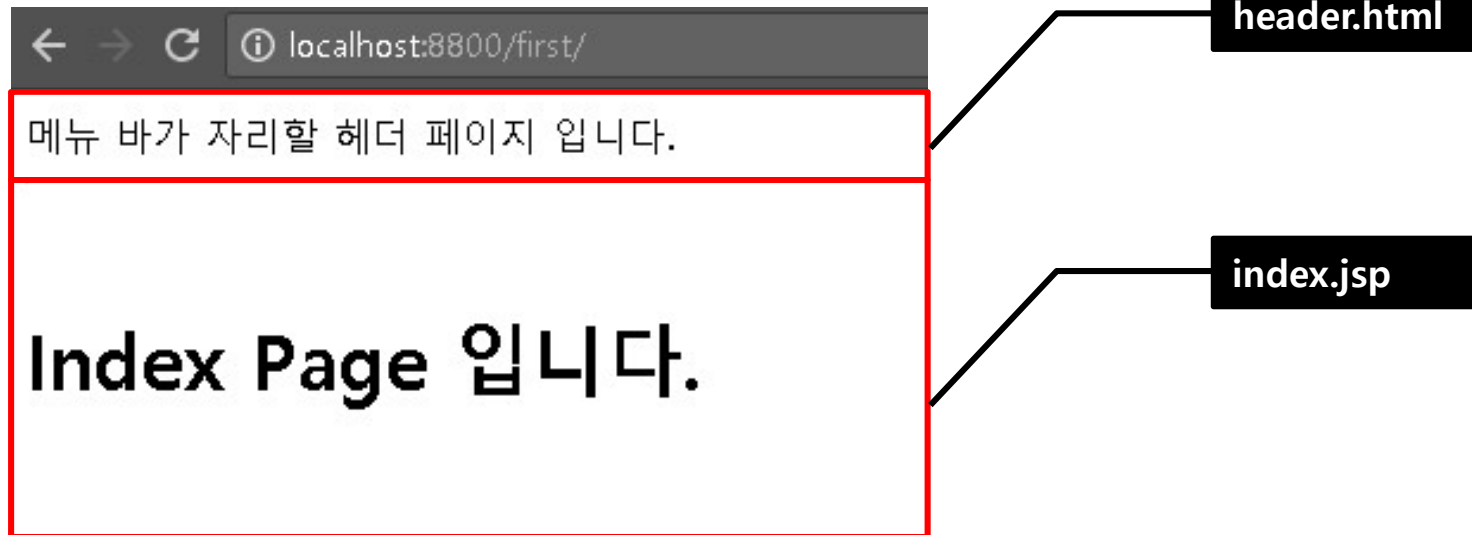 header.html
localhost:8800/first/
메뉴 바가 자리할 헤더 페이지 입니다.
index.jsp
Index Page 입니다.